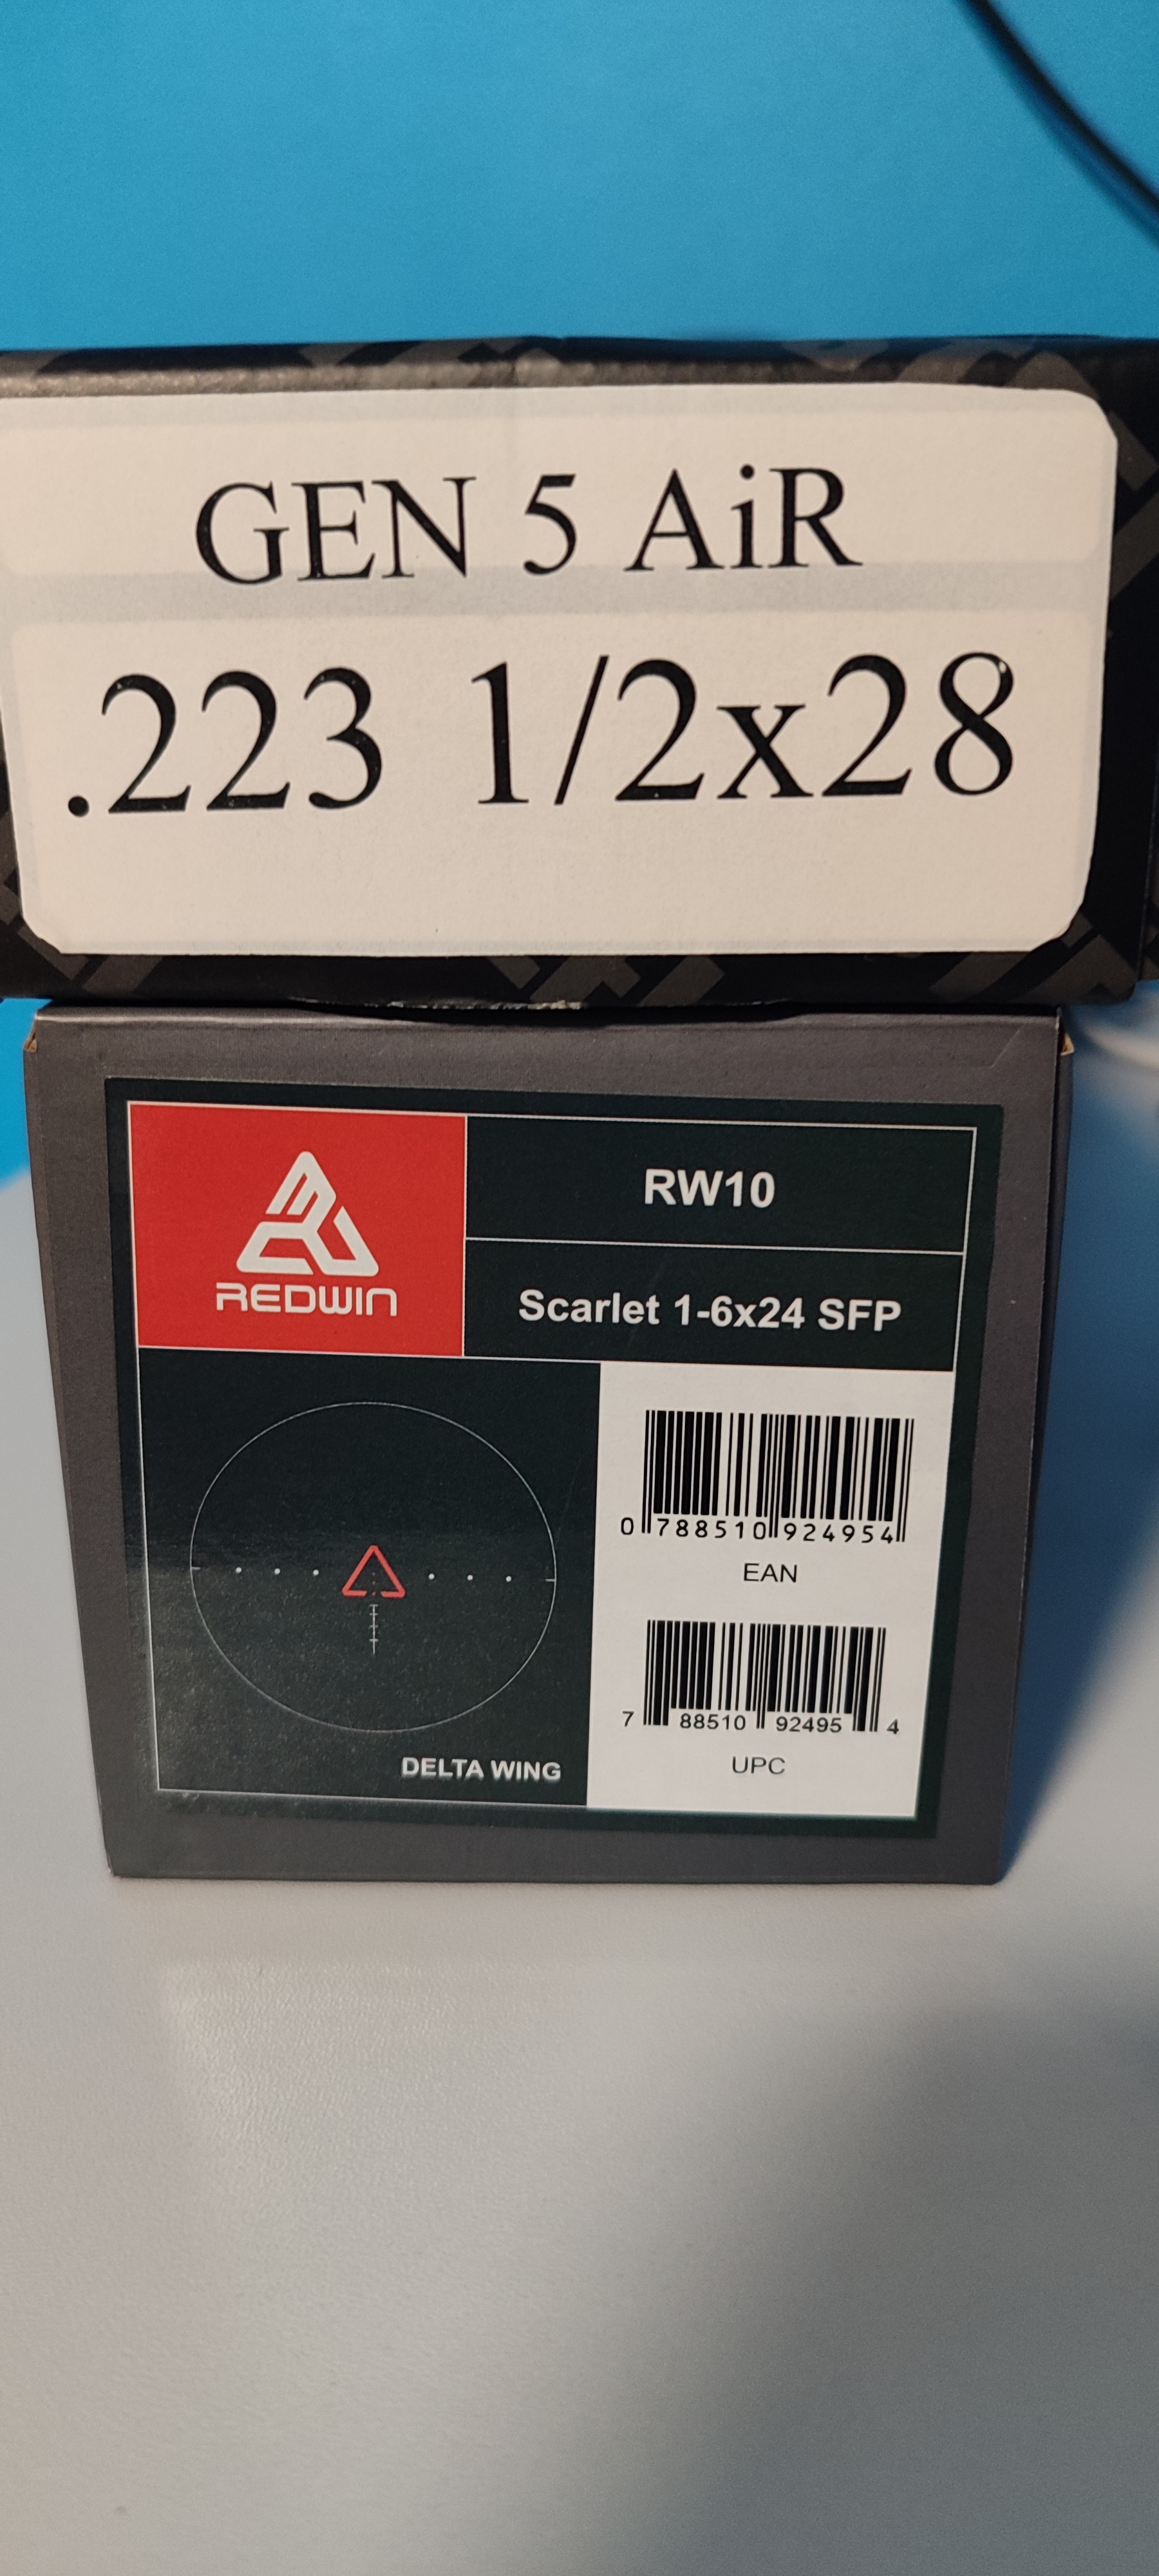 GEN 5 AiR
.223 1/2x28
REDWIN
RW10
Scarlet 1-6x24 SFP
DELTA WING
0 788510 924954
EAN
7 88510 92495 4
UPC